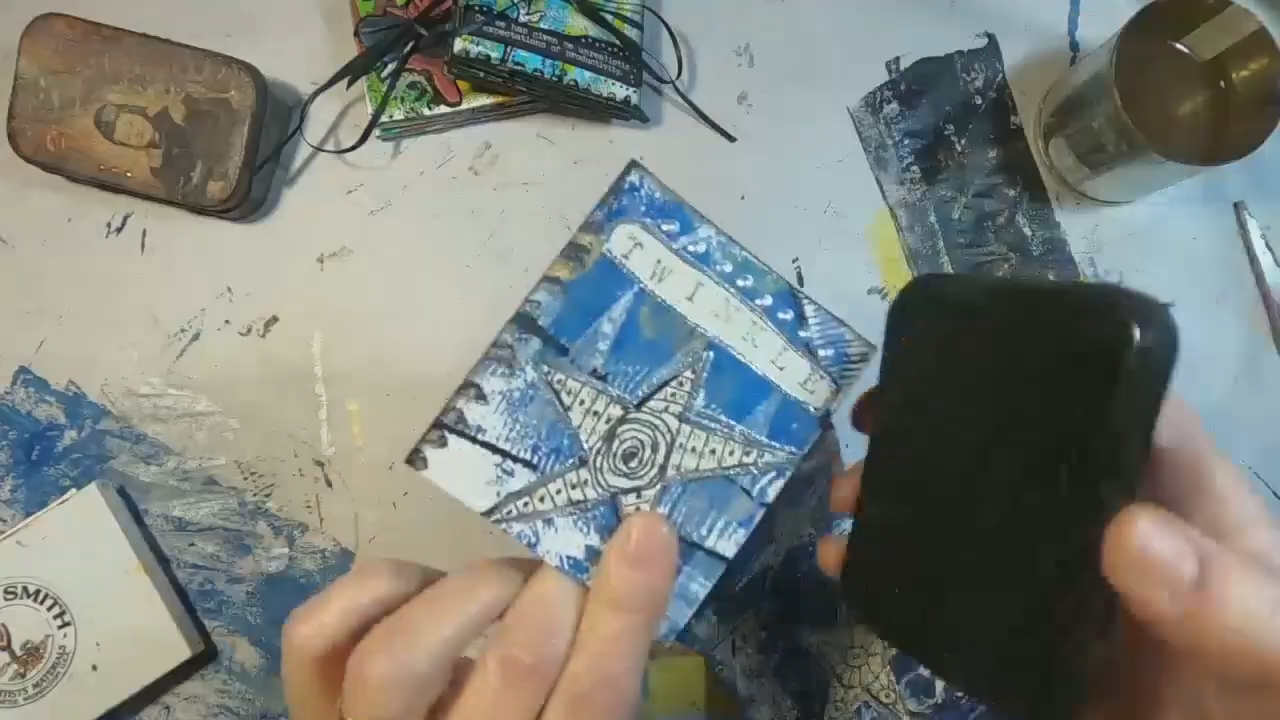 has given me unrealistic
expectations of productivity.
TWINKLE
SMITH